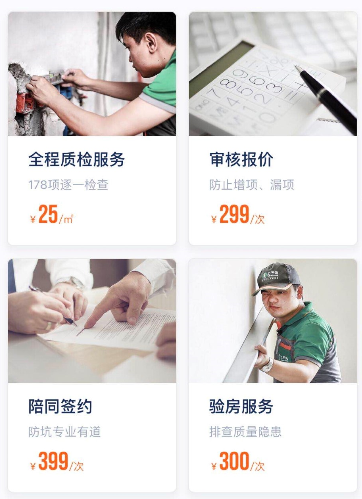 全程质检服务
178项逐一检查
¥25/㎡
审核报价
防止增项、漏项
¥299/次
陪同签约
防坑专业有道
¥399/次
验房服务
排查质量隐患
¥300/次